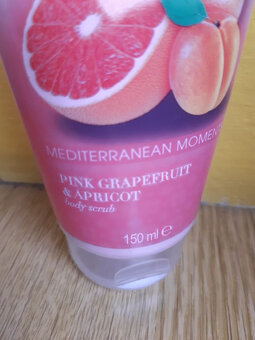 MEDITERRANEAN MOMEN
PINK GRAPEFRUIT
& APRICOT
body scrub
150 ml ℮